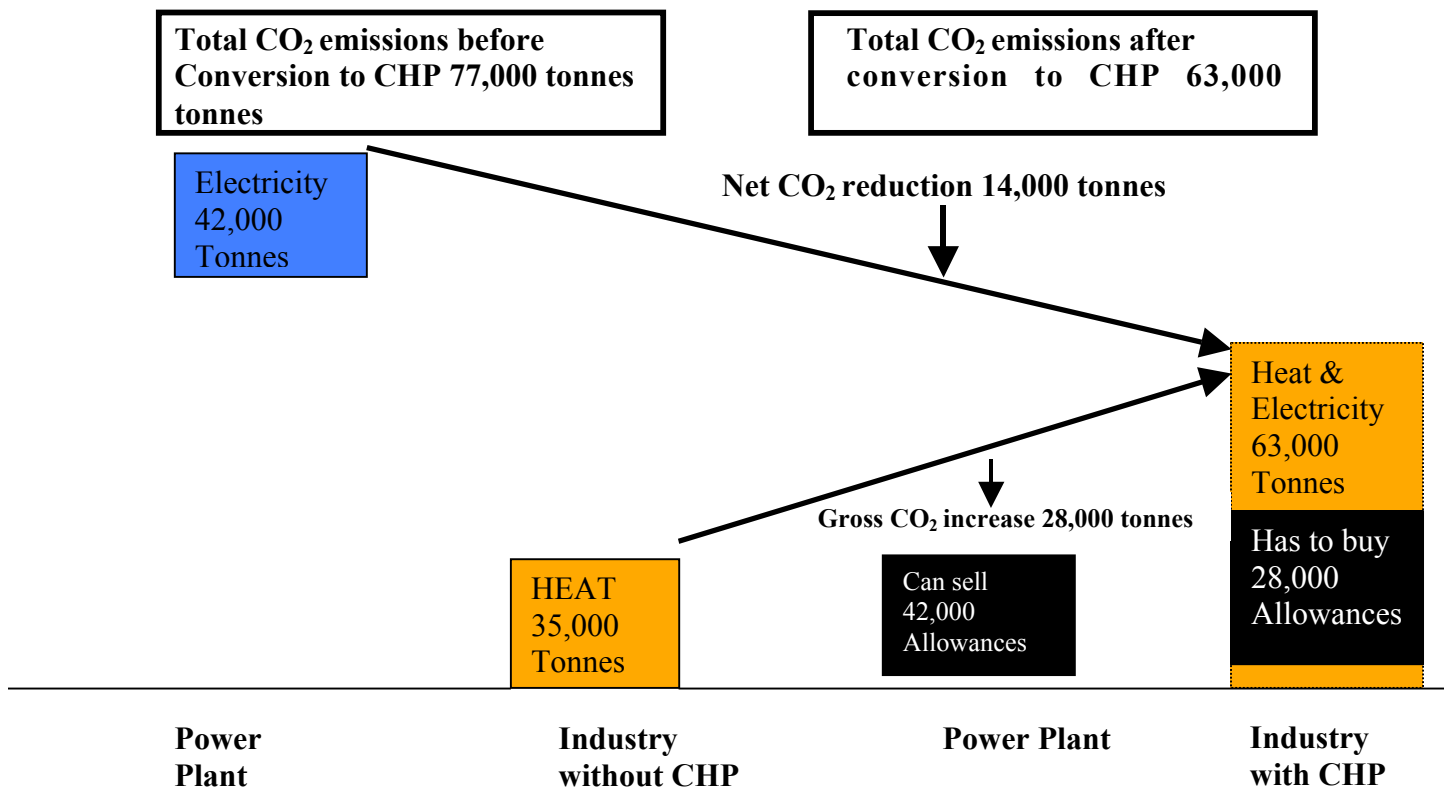 Total CO₂ emissions before
Conversion to CHP 77,000 tonnes
tonnes
Total CO₂ emissions after
conversion to CHP 63,000
Electricity
42,000
Tonnes
Net CO₂ reduction 14,000 tonnes
Heat &
Electricity
63,000
Tonnes
Gross CO₂ increase 28,000 tonnes
HEAT
35,000
Tonnes
Can sell
42,000
Allowances
Has to buy
28,000
Allowances
Power
Plant
Industry
without CHP
Power Plant
Industry
with CHP